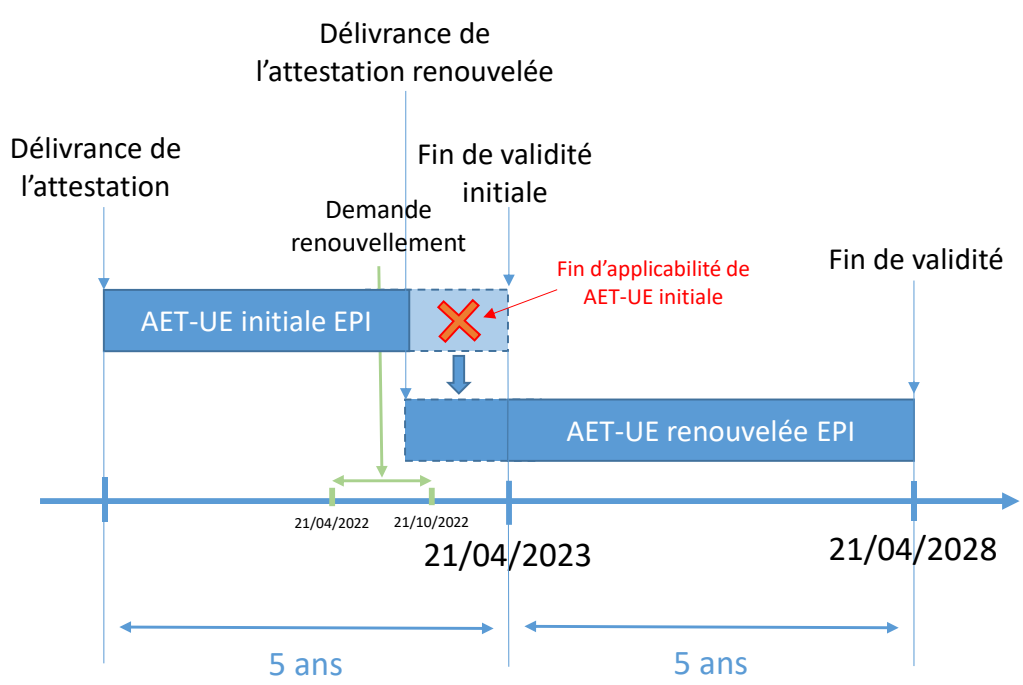 Délivrance de
l’attestation renouvelée
Délivrance de
l’attestation
Fin de validité
initiale
Demande
renouvellement
Fin d’applicabilité de
AET-UE initiale
Fin de validité
AET-UE initiale EPI
AET-UE renouvelée EPI
21/04/2022
21/10/2022
21/04/2023
21/04/2028
5 ans
5 ans